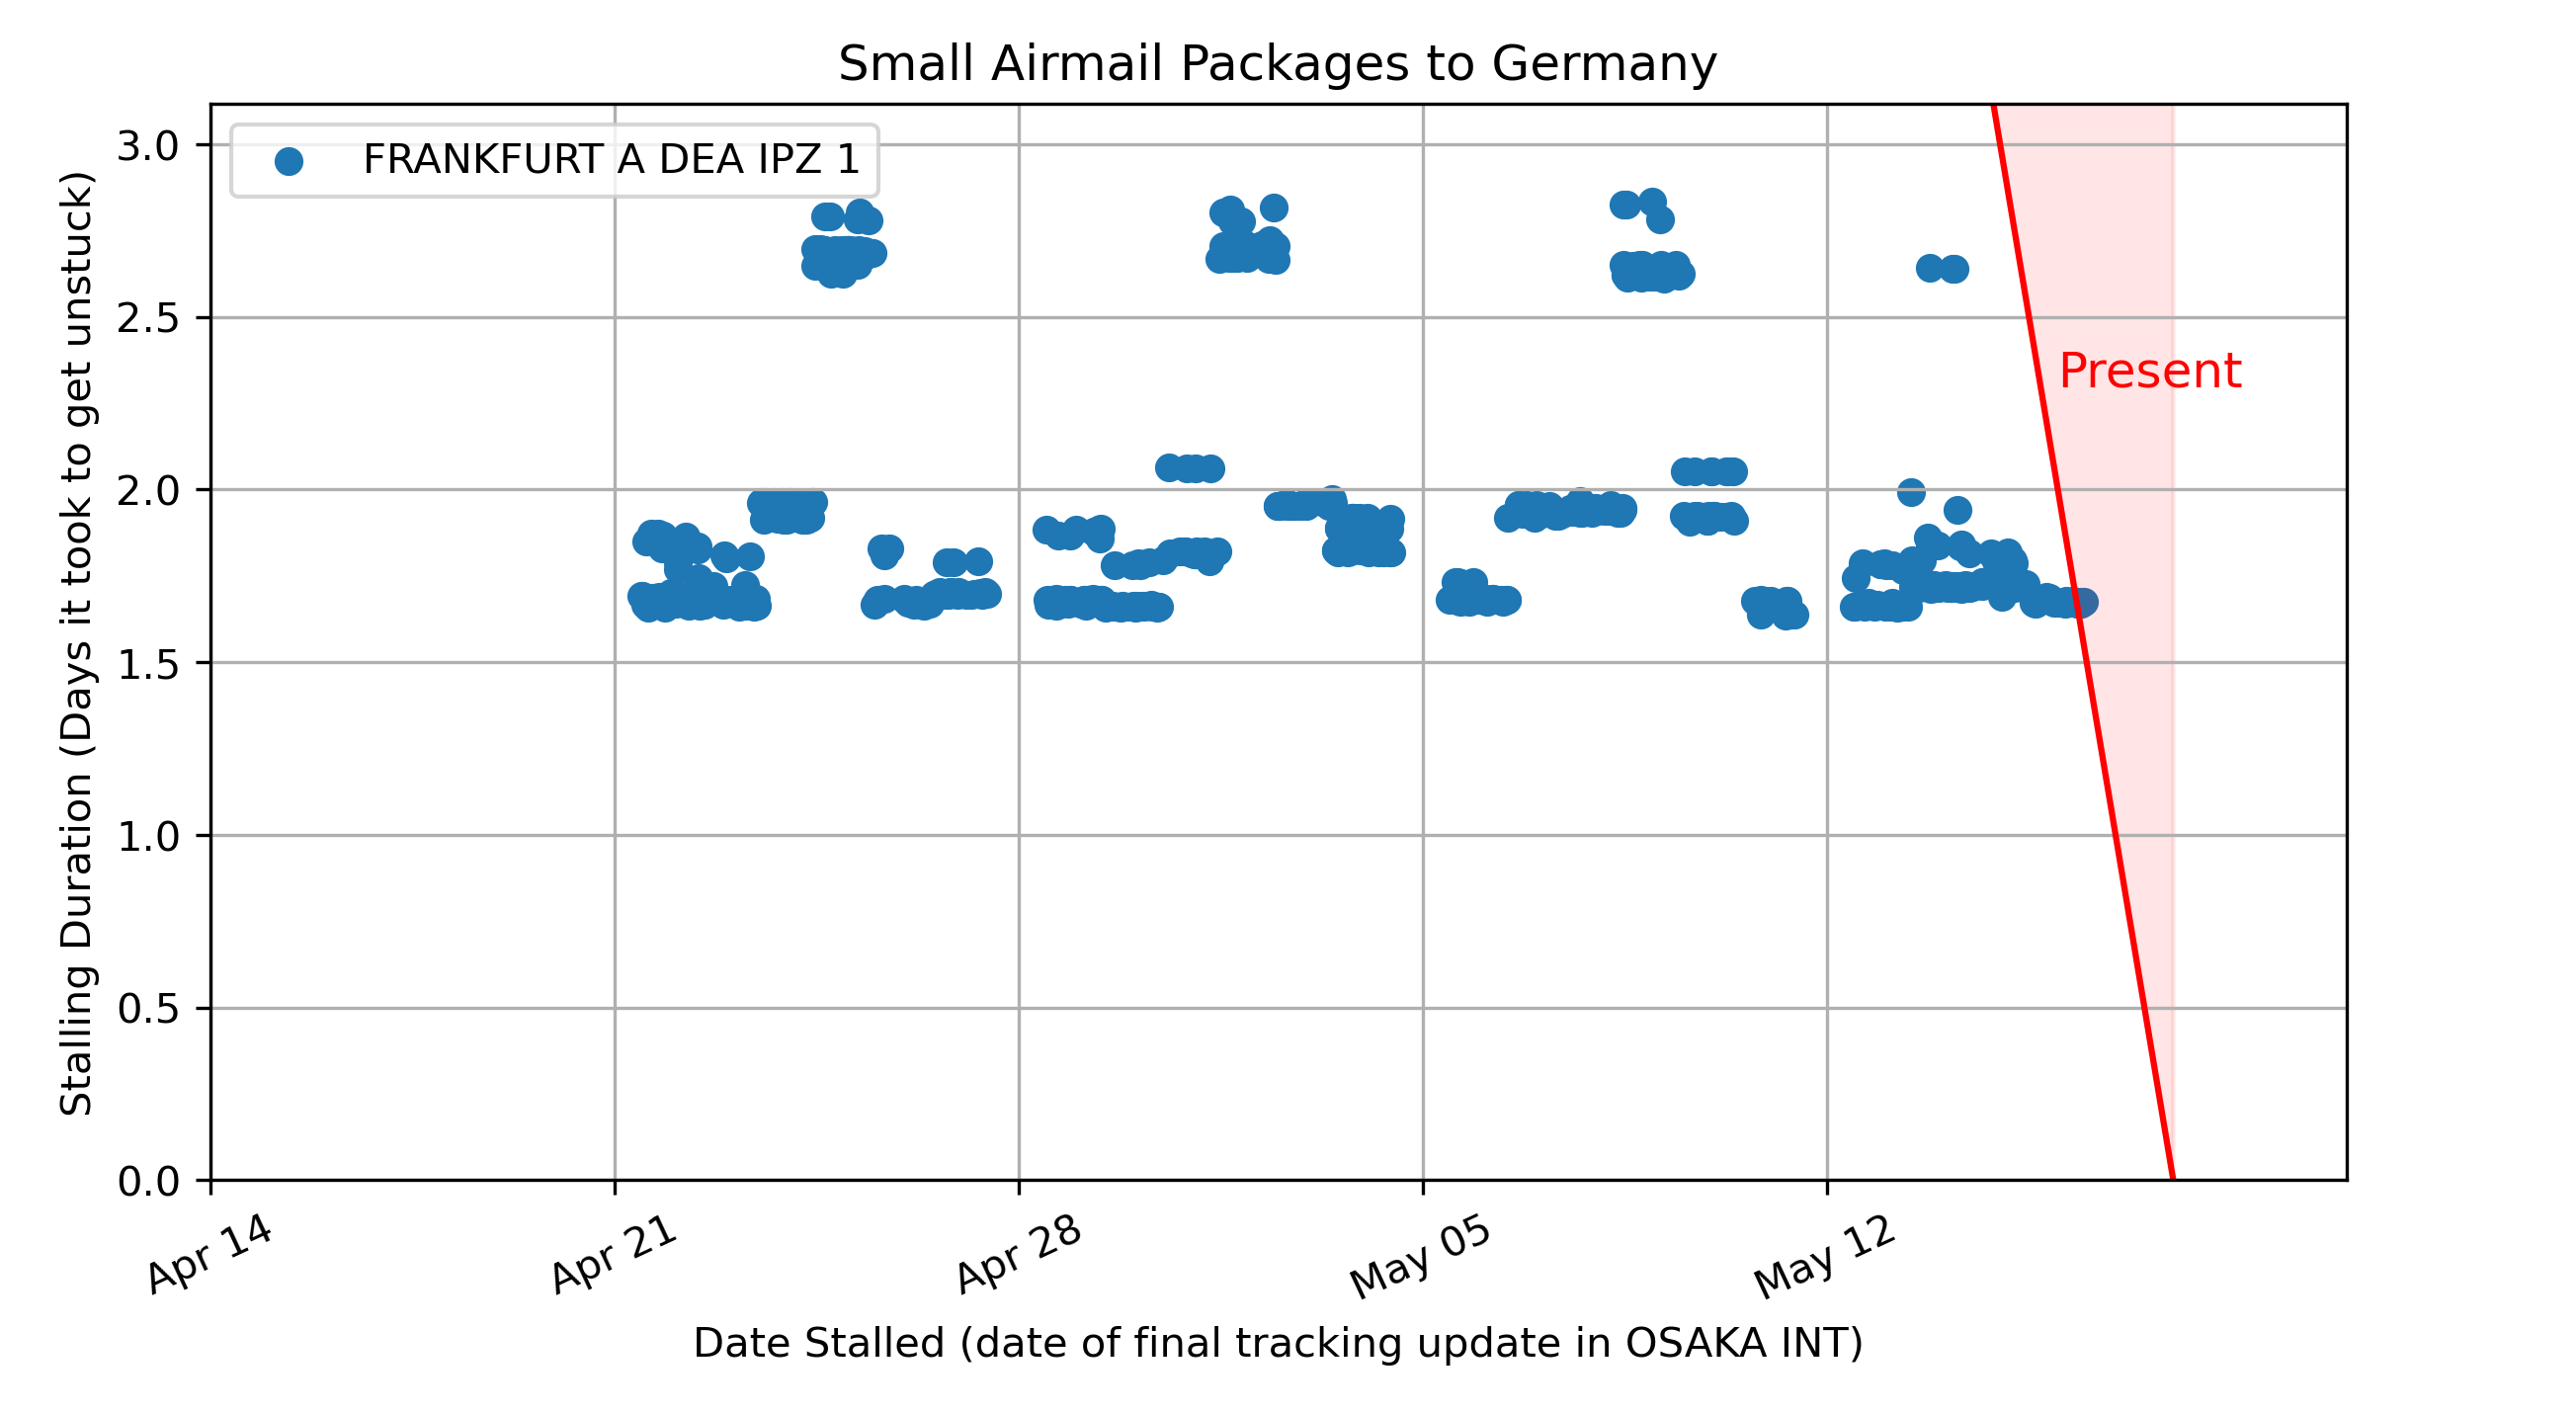 Small Airmail Packages to Germany
FRANKFURT A DEA IPZ 1
Present
Stalling Duration (Days it took to get unstuck)
3.0
2.5
2.0
1.5
1.0
0.5
0.0
Apr 14
Apr 21
Apr 28
May 05
May 12
Date Stalled (date of final tracking update in OSAKA INT)